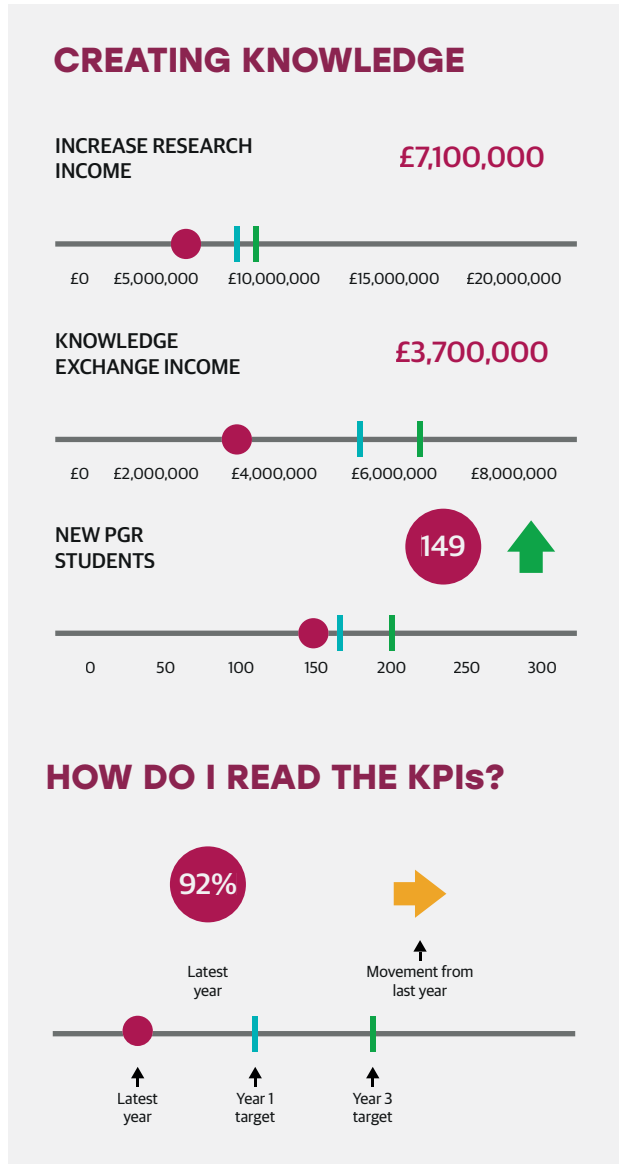 CREATING KNOWLEDGE
INCREASE RESEARCH
INCOME
£7,100,000
£0 £5,000,000 £10,000,000 £15,000,000 £20,000,000
KNOWLEDGE
EXCHANGE INCOME
£3,700,000
£0 £2,000,000 £4,000,000 £6,000,000 £8,000,000
NEW PGR
STUDENTS
149
0 50 100 150 200 250 300
HOW DO I READ THE KPIs?
92%
Latest
year
Movement from
last year
Latest
year
Year 1
target
Year 3
target